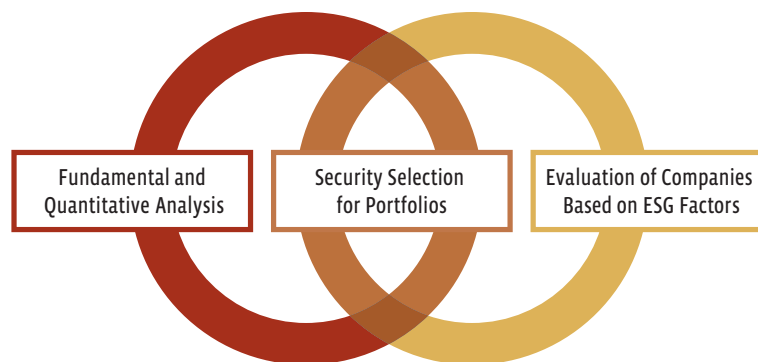 Fundamental and
Quantitative Analysis
Security Selection
for Portfolios
Evaluation of Companies
Based on ESG Factors